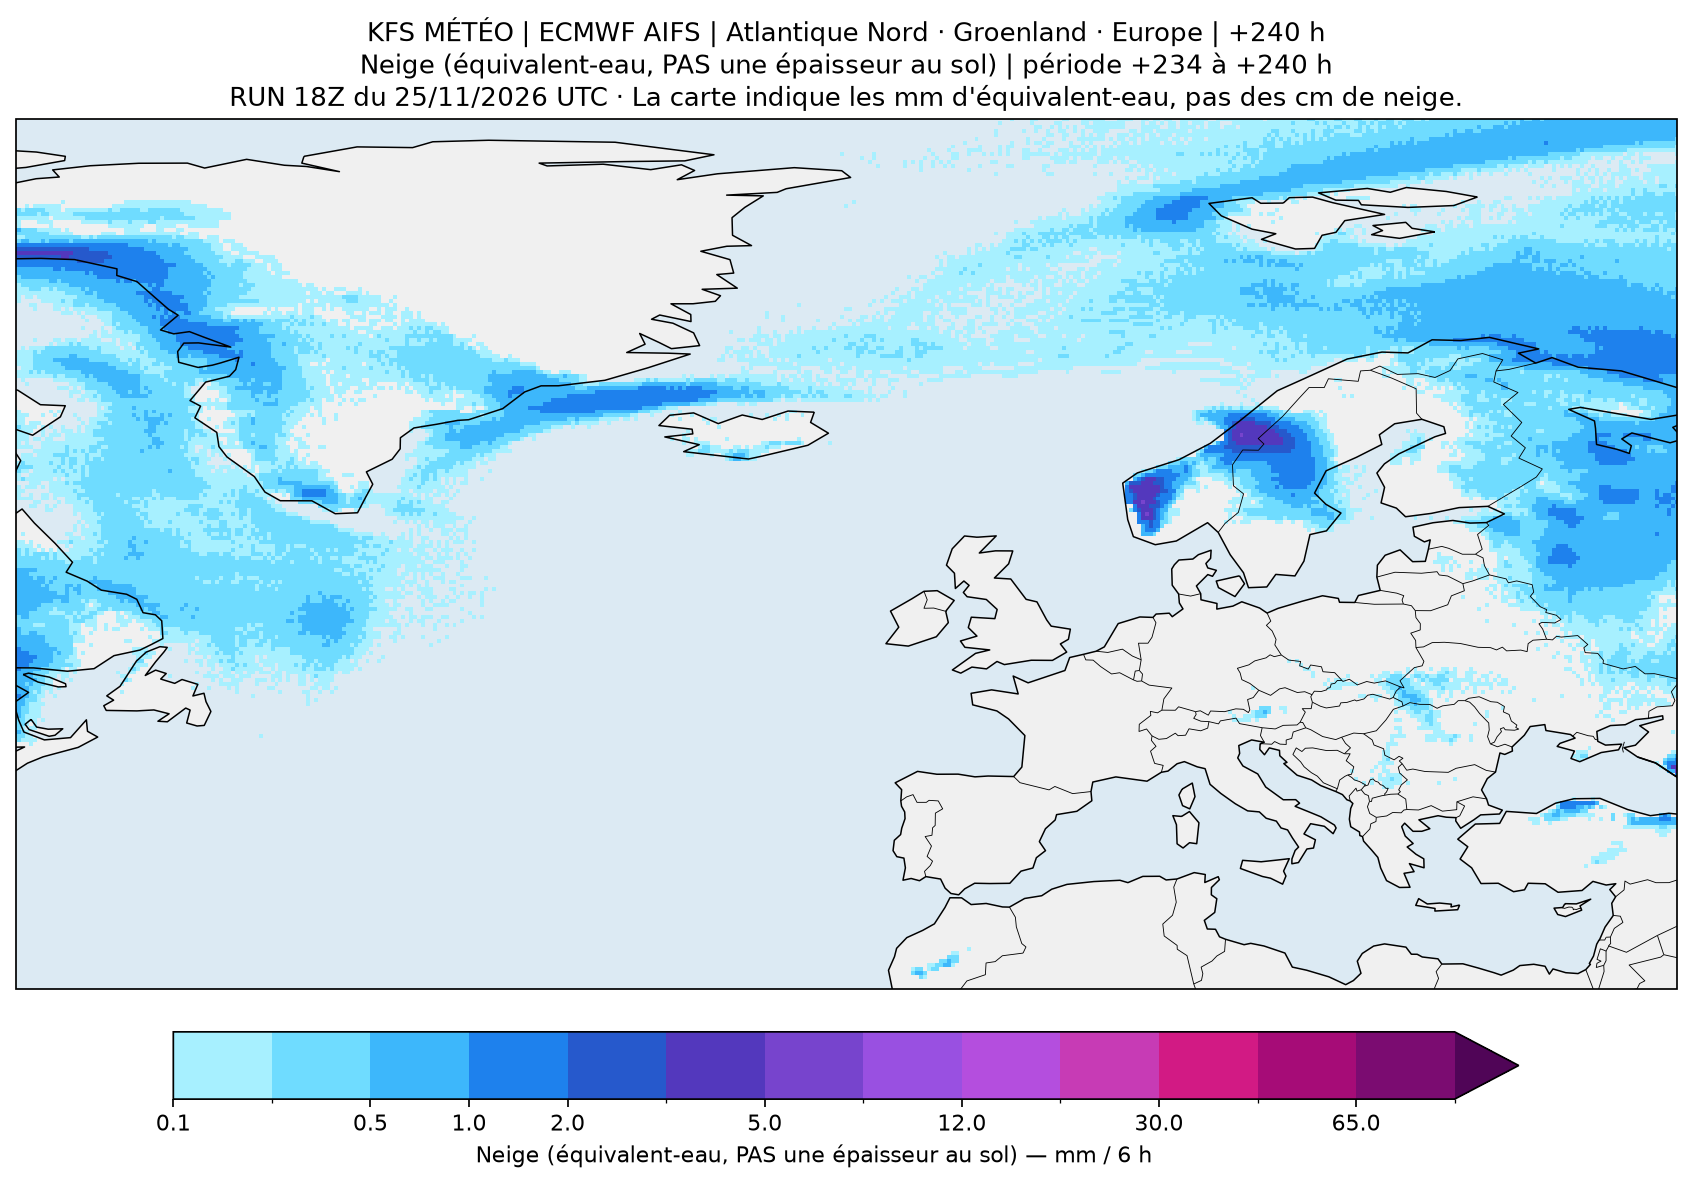 KFS MÉTÉO | ECMWF AIFS | Atlantique Nord · Groenland · Europe | +240 h
Neige (équivalent-eau, PAS une épaisseur au sol) | période +234 à +240 h
RUN 18Z du 25/11/2026 UTC · La carte indique les mm d'équivalent-eau, pas des cm de neige.
0.1 0.5 1.0 2.0 5.0 12.0 30.0 65.0
Neige (équivalent-eau, PAS une épaisseur au sol) — mm / 6 h